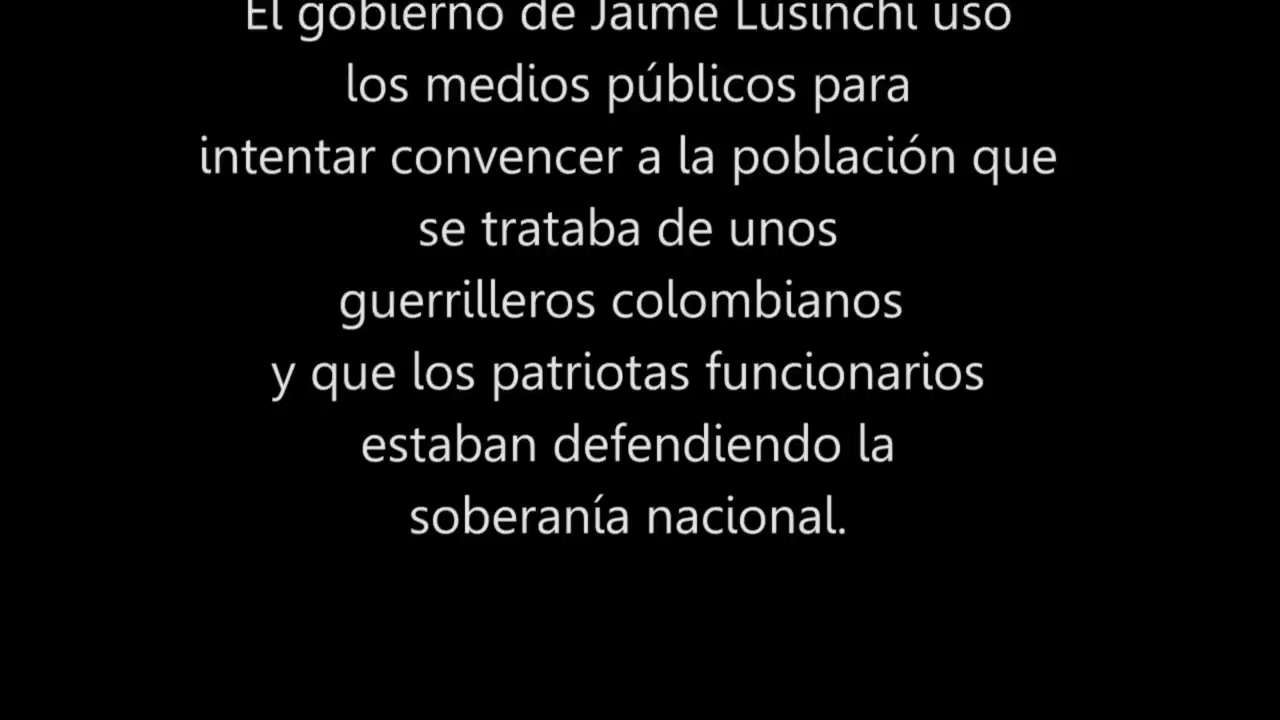 El gobierno de Jaime Lusinchi uso
los medios públicos para
intentar convencer a la población que
se trataba de unos
guerrilleros colombianos
y que los patriotas funcionarios
estaban defendiendo la
soberanía nacional.